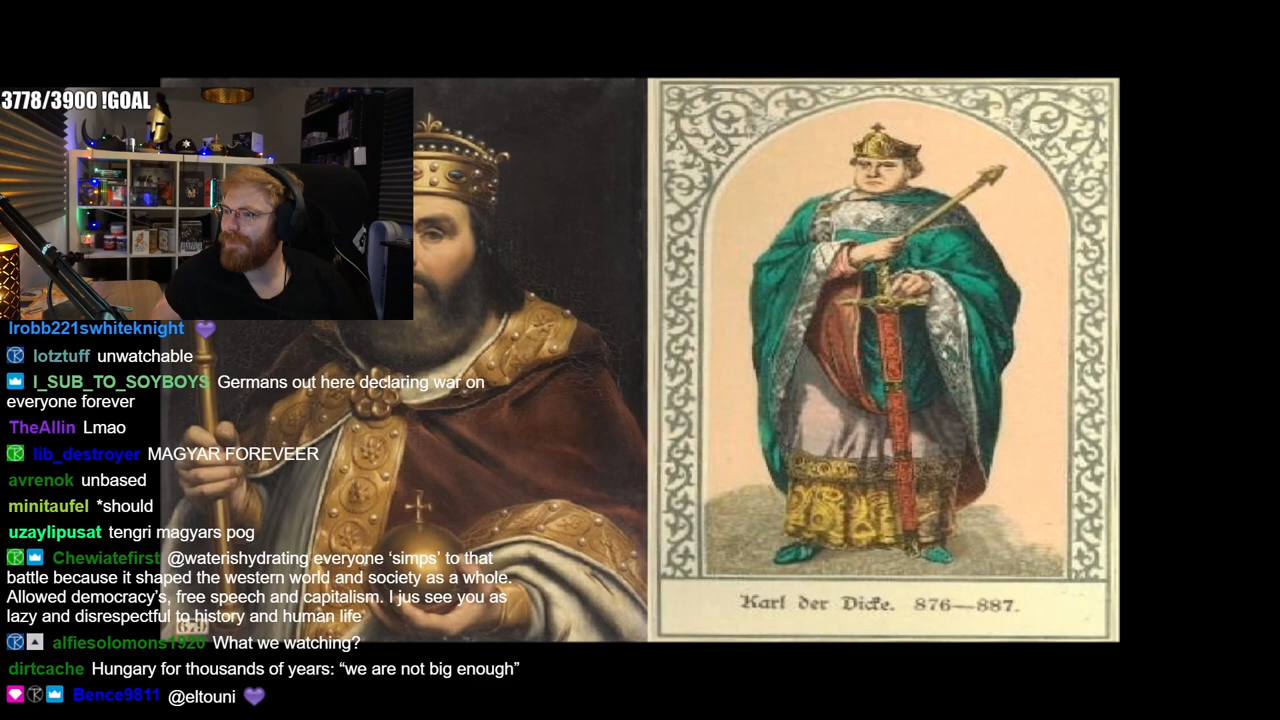 3778/3900 !GOAL
lrobb221swhiteknight
lotztuff unwatchable
I_SUB_TO_SOYBOYS Germans out here declaring war on
everyone forever
TheAllin Lmao
lib_destroyer MAGYAR FOREVEER
avrenok unbased
minitaufel *should
uzaylipusat tengri magyars pog
Chewiatefirst @waterishydrating everyone ‘simps’ to that
battle because it shaped the western world and society as a whole.
Allowed democracy’s, free speech and capitalism. I jus see you as
lazy and disrespectful to history and human life
alfiesolomons1920 What we watching?
dirtcache Hungary for thousands of years: “we are not big enough”
Bence9811 @eltouni
Karl der Dicke. 876—887.